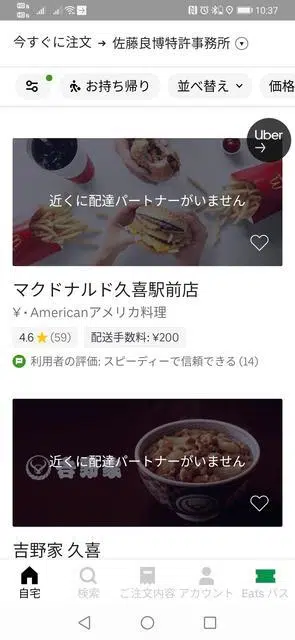 10:37
今すぐに注文 → 佐藤良博特許事務所
お持ち帰り
並べ替え
価格
Uber
→
近くに配達パートナーがいません
マクドナルド久喜駅前店
¥・Americanアメリカ料理
4.6 (59) 配送手数料: ¥200
利用者の評価: スピーディーで信頼できる (14)
近くに配達パートナーがいません
吉野家
吉野家 久喜
自宅
検索
ご注文内容
アカウント
Eats パス